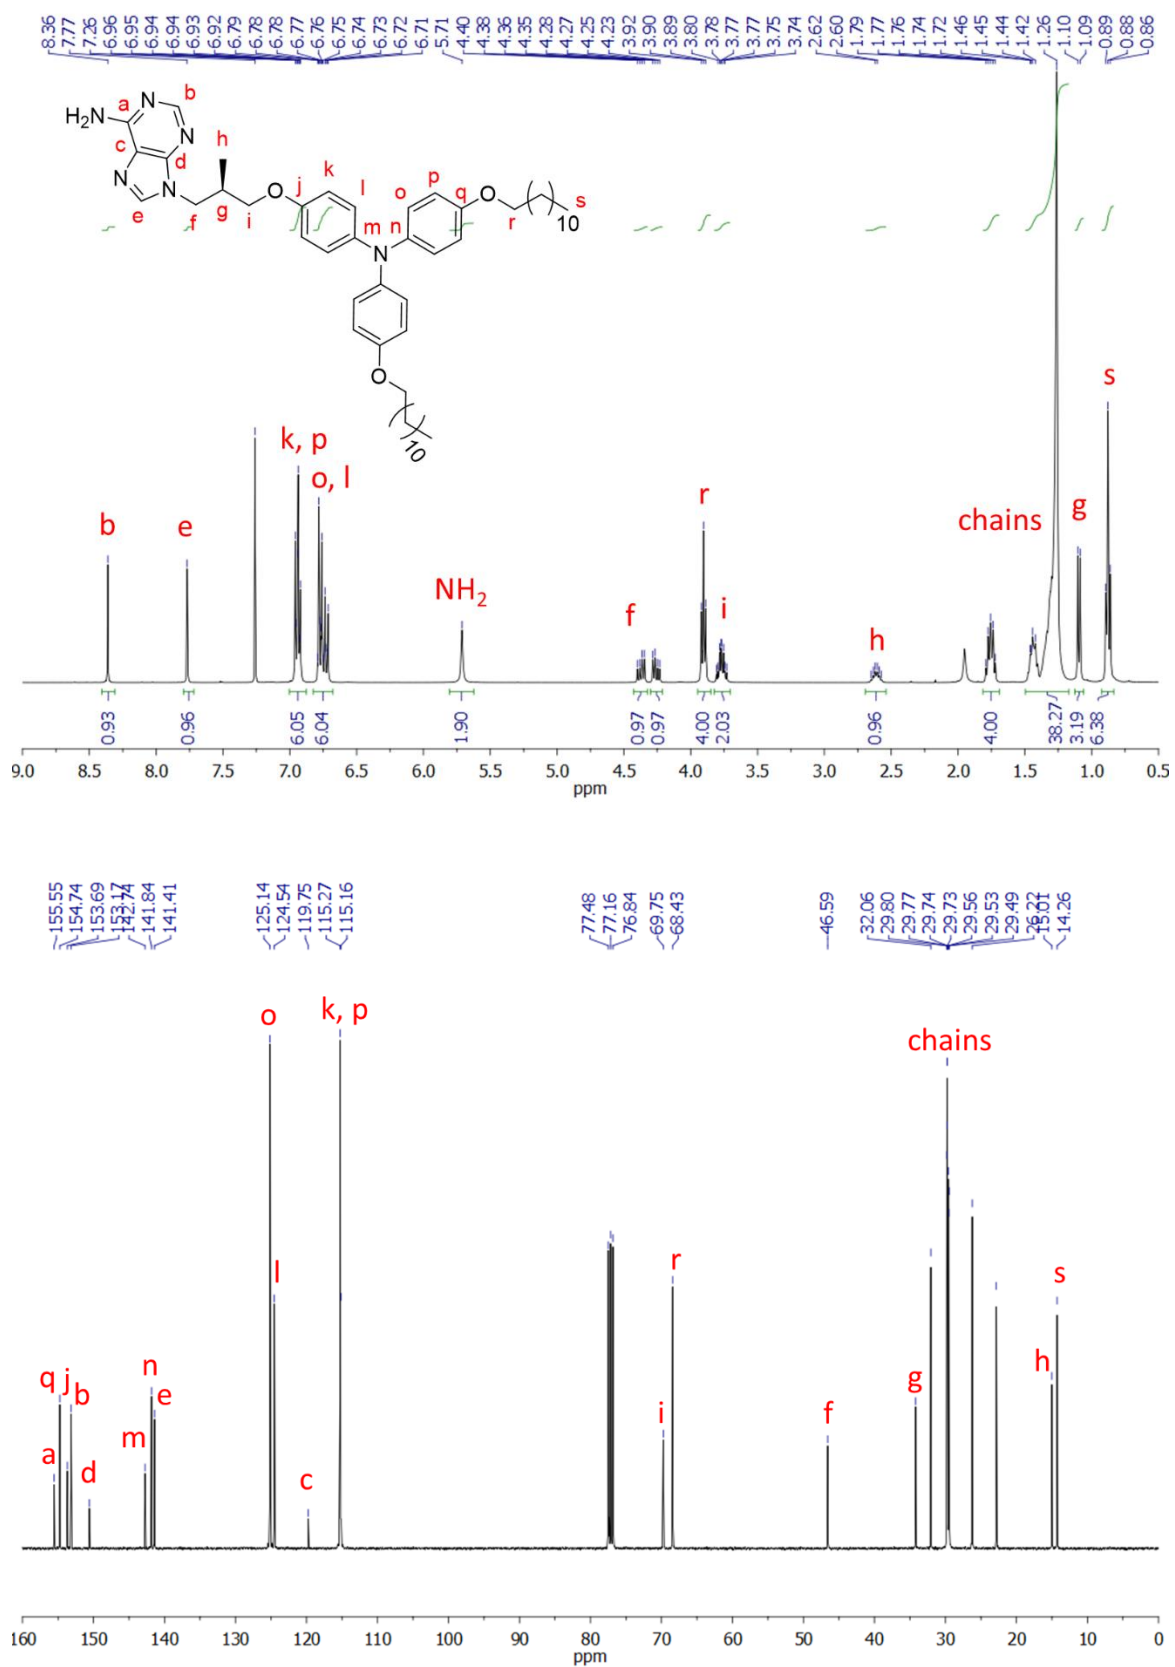 8.36 7.77 7.26 6.96 6.95 6.94 6.94 6.93 6.92 6.79 6.78 6.78 6.77 6.76 6.75 6.74 6.73 6.72 6.71 5.71 4.40 4.38 4.36 4.35 4.28 4.27 4.25 4.23 3.92 3.90 3.89 3.80 3.78 3.77 3.77 3.75 3.74 2.62 2.60 1.79 1.77 1.76 1.74 1.72 1.46 1.45 1.44 1.42 1.26 1.10 1.09 0.89 0.88 0.86
a N b
H2N
c N h
d
N N O j k l o p q O ( ) s
e f g i m n r 10
N
O
( )
10
s
k, p
o, l
b e r chains g
NH2
f i
h
0.93 0.96 6.05 6.04 1.90 0.97 0.97 4.00 2.03 0.96 4.00 38.27 3.19 6.38
9.0 8.5 8.0 7.5 7.0 6.5 6.0 5.5 5.0 4.5 4.0 3.5 3.0 2.5 2.0 1.5 1.0 0.5
ppm
155.55 154.74 153.69 153.17 142.74 141.84 141.41 125.14 124.54 119.75 115.27 115.16 77.48 77.16 76.84 69.75 68.43 46.59 32.06 29.80 29.77 29.74 29.73 29.56 29.53 29.49 26.22 15.01 14.26
o k, p
chains
l r s
q j b n e g h
a d m c i f
160 150 140 130 120 110 100 90 80 70 60 50 40 30 20 10 0
ppm